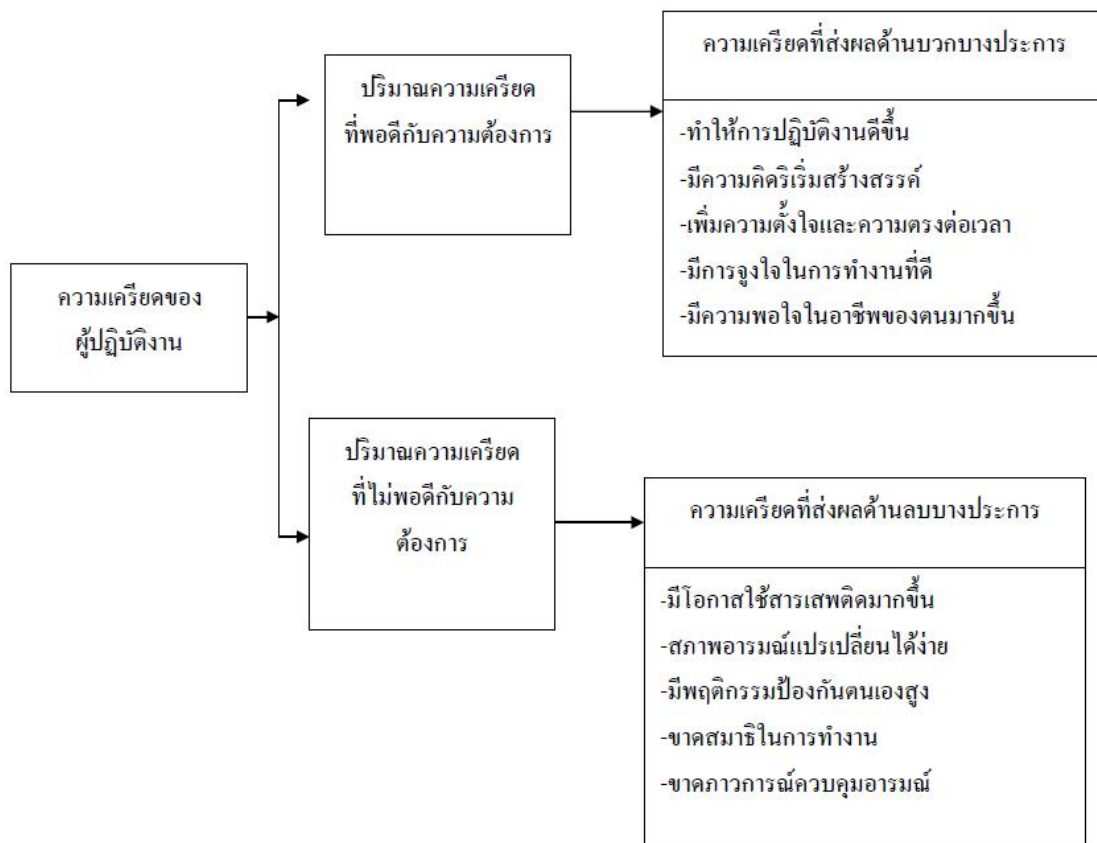 ความเครียดของ
ผู้ปฏิบัติงาน
ปริมาณความเครียด
ที่พอดีกับความต้องการ
ความเครียดที่ส่งผลด้านบวกบางประการ
-ทำให้การปฏิบัติงานดีขึ้น
-มีความคิดริเริ่มสร้างสรรค์
-เพิ่มความตั้งใจและความตรงต่อเวลา
-มีการจูงใจในการทำงานที่ดี
-มีความพอใจในอาชีพของตนมากขึ้น
ปริมาณความเครียด
ที่ไม่พอดีกับความ
ต้องการ
ความเครียดที่ส่งผลด้านลบบางประการ
-มีโอกาสใช้สารเสพติดมากขึ้น
-สภาพอารมณ์แปรเปลี่ยนได้ง่าย
-มีพฤติกรรมป้องกันตนเองสูง
-ขาดสมาธิในการทำงาน
-ขาดภาวการณ์ควบคุมอารมณ์